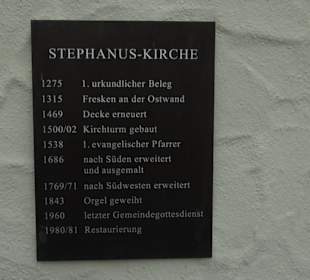 STEPHANUS-KIRCHE
1275 1. urkundlicher Beleg
1315 Fresken an der Ostwand
1469 Decke erneuert
1500/02 Kirchturm gebaut
1538 1. evangelischer Pfarrer
1686 nach Süden erweitert
und ausgemalt
1769/71 nach Südwesten erweitert
1843 Orgel geweiht
1960 letzter Gemeindegottesdienst
1980/81 Restaurierung